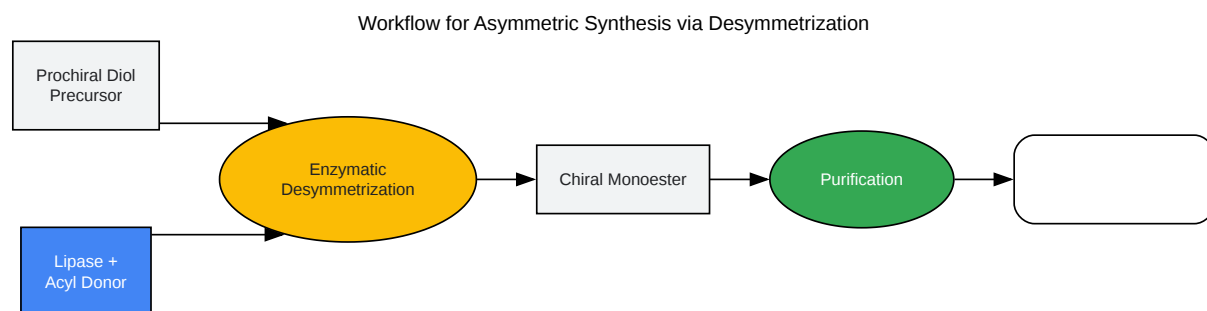 Workflow for Asymmetric Synthesis via Desymmetrization
Prochiral Diol
Precursor
Enzymatic
Desymmetrization
Chiral Monoester
Purification
Lipase +
Acyl Donor